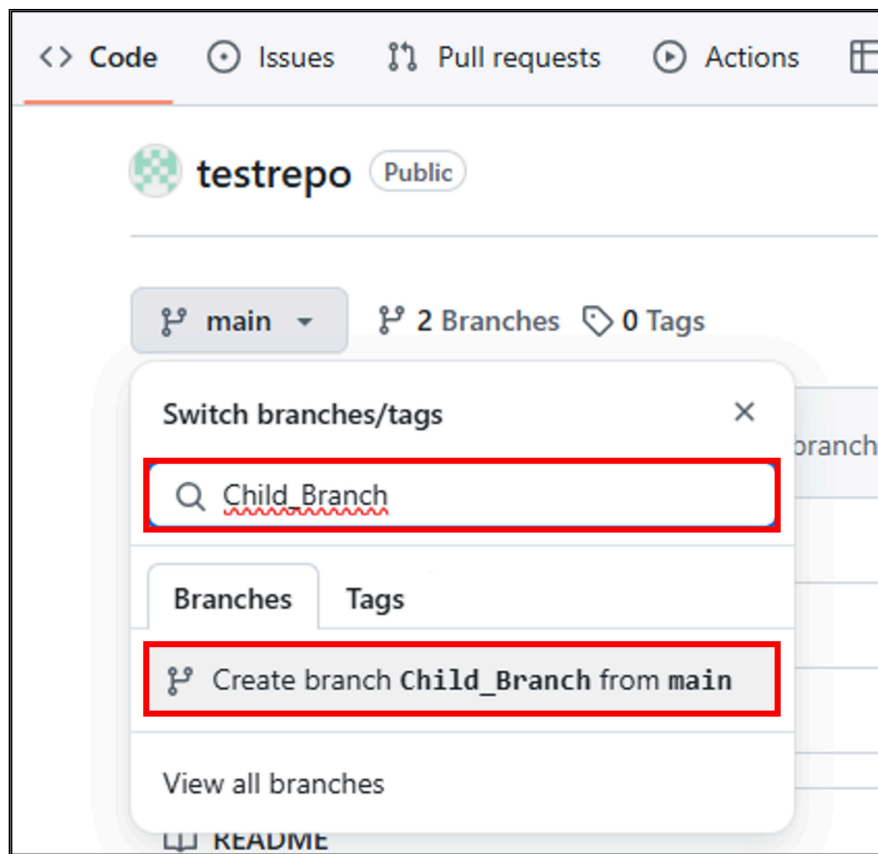 <> Code Issues Pull requests Actions
testrepo Public
main 2 Branches 0 Tags
Switch branches/tags
branch
Child_Branch
Branches Tags
Create branch Child_Branch from main
View all branches
README